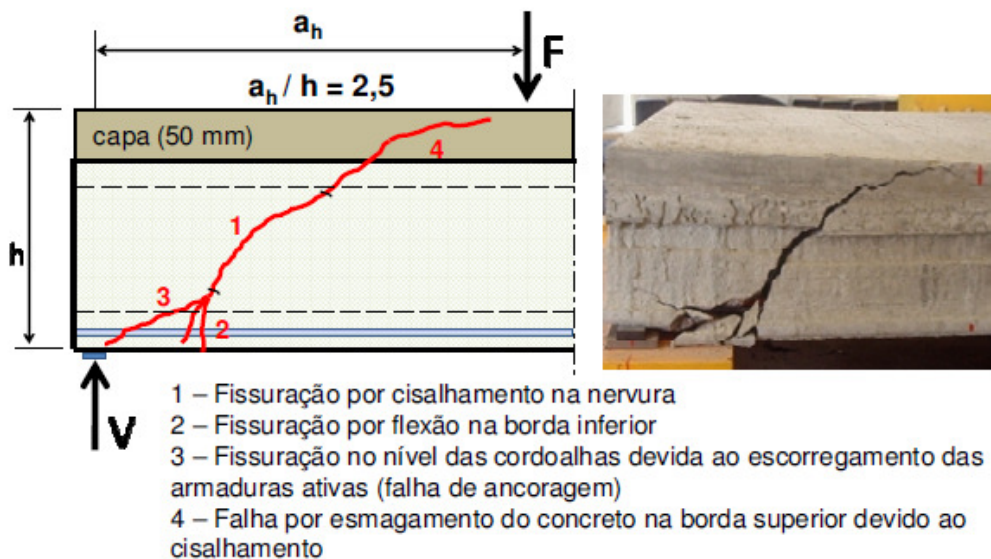 a_h
F
a_h / h = 2,5
capa (50 mm)
4
1
h
3
2
V
1 – Fissuração por cisalhamento na nervura
2 – Fissuração por flexão na borda inferior
3 – Fissuração no nível das cordoalhas devida ao escorregamento das
armaduras ativas (falha de ancoragem)
4 – Falha por esmagamento do concreto na borda superior devido ao
cisalhamento